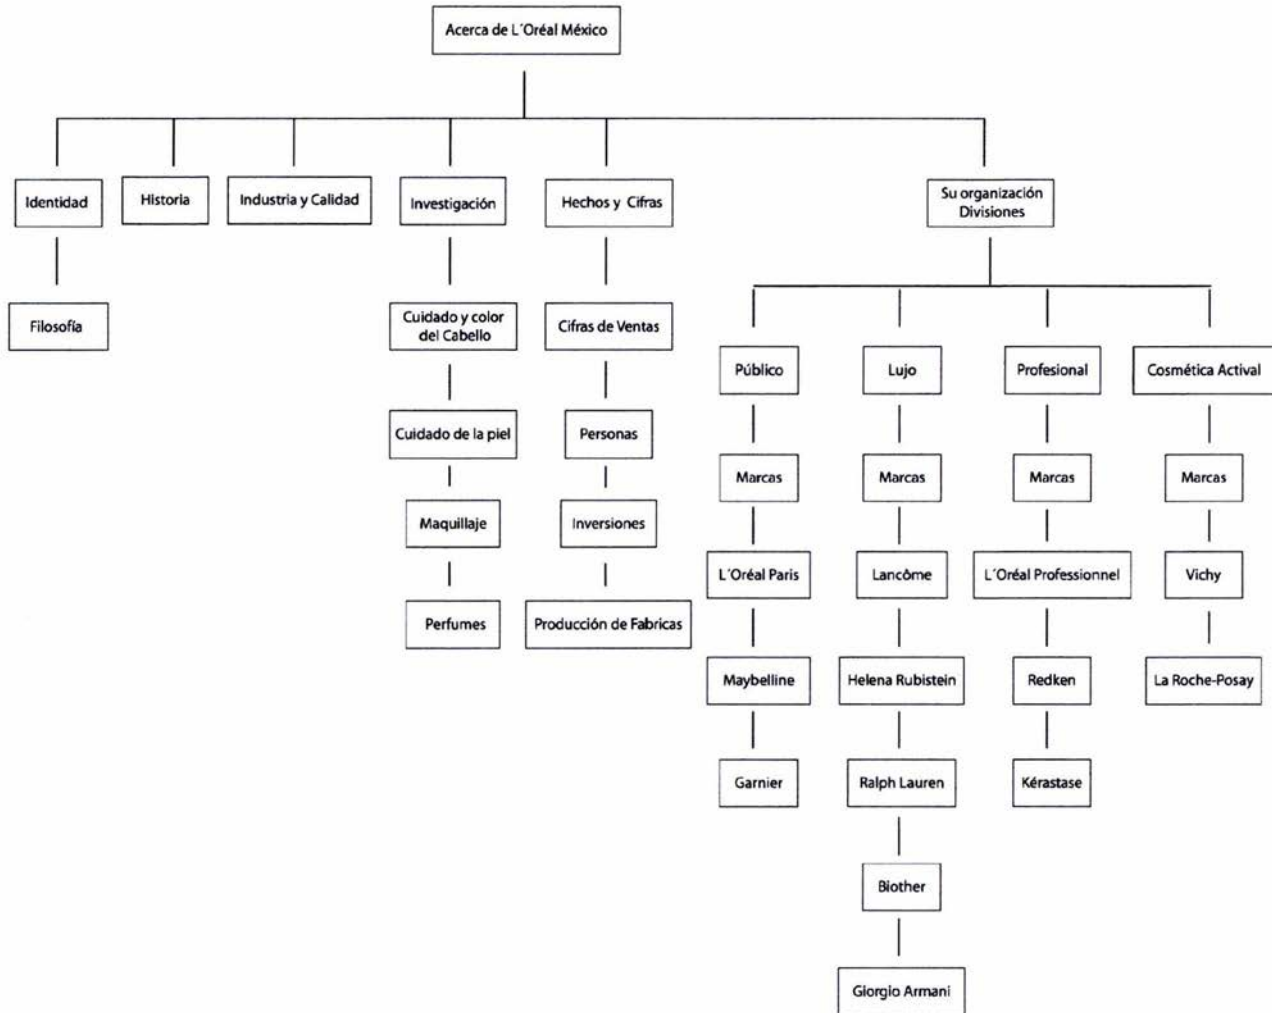 Acerca de L´Oréal México
Identidad
Historia
Industria y Calidad
Investigación
Hechos y Cifras
Su organización
Divisiones
Filosofía
Cuidado y color
del Cabello
Cifras de Ventas
Público
Lujo
Profesional
Cosmética Actival
Cuidado de la piel
Personas
Marcas
Marcas
Marcas
Marcas
Maquillaje
Inversiones
L´Oréal Paris
Lancôme
L´Oréal Professionnel
Vichy
Perfumes
Producción de Fabricas
Maybelline
Helena Rubistein
Redken
La Roche-Posay
Garnier
Ralph Lauren
Kérastase
Biother
Giorgio Armani